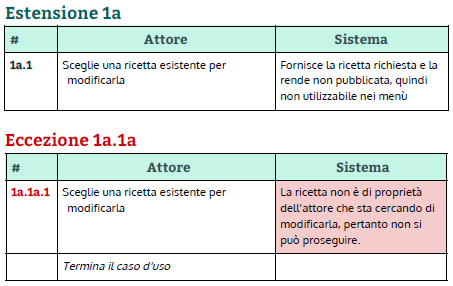 Estensione 1a
# Attore Sistema
1a.1 Sceglie una ricetta esistente per Fornisce la ricetta richiesta e la
modificarla rende non pubblicata, quindi
non utilizzabile nei menù
Eccezione 1a.1a
# Attore Sistema
1a.1a.1 Sceglie una ricetta esistente per La ricetta non è di proprietà
modificarla dell'attore che sta cercando di
modificarla, pertanto non si
può proseguire.
Termina il caso d'uso